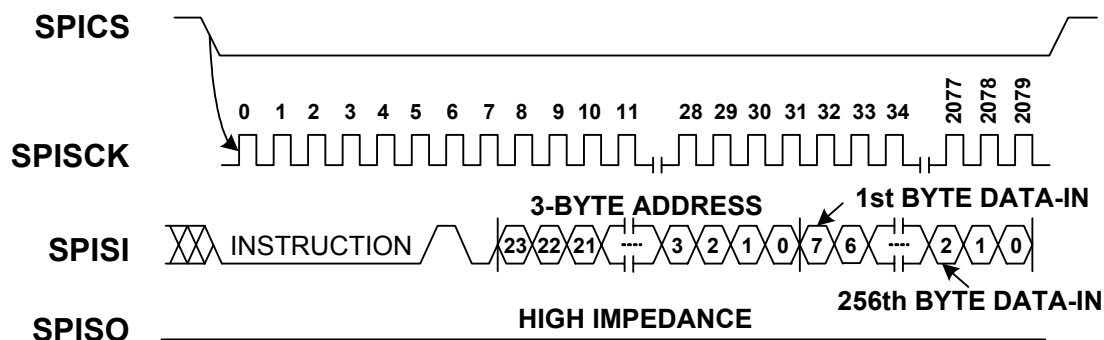 SPICS
0 1 2 3 4 5 6 7 8 9 10 11 28 29 30 31 32 33 34 2077 2078 2079
SPISCK
3-BYTE ADDRESS 1st BYTE DATA-IN
SPISI INSTRUCTION 23 22 21 ---- 3 2 1 0 7 6 ---- 2 1 0
256th BYTE DATA-IN
SPISO HIGH IMPEDANCE